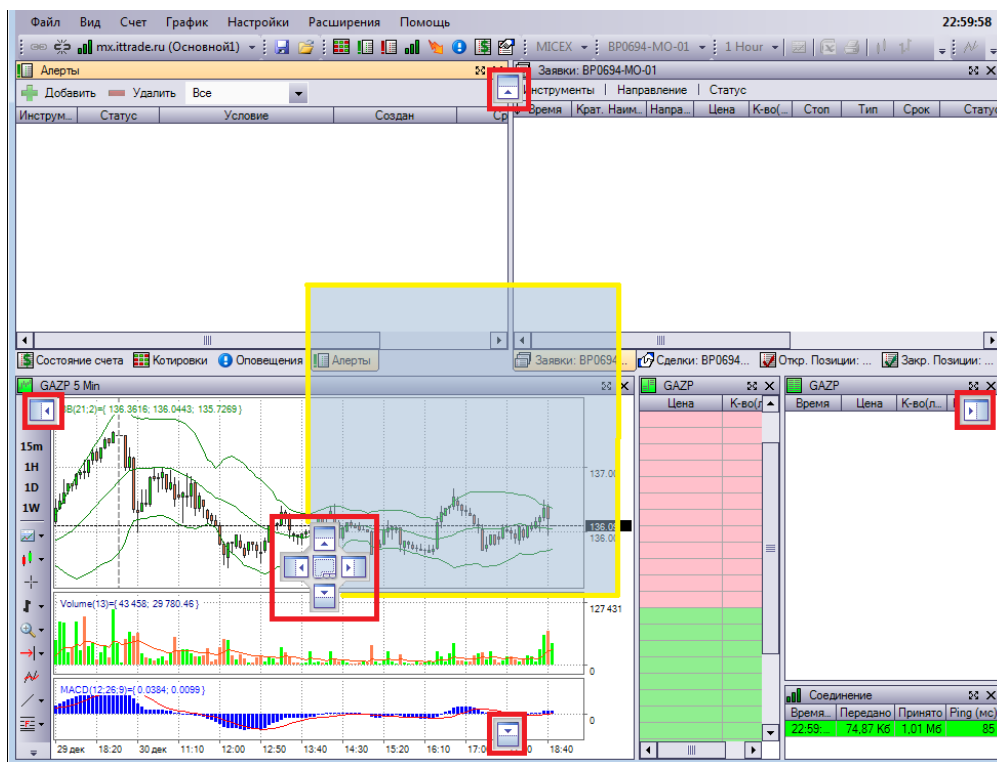 Файл Вид Счет График Настройки Расширения Помощь 22:59:58
mx.ittrade.ru (Основной1) MICEX BP0694-MO-01 1 Hour
Алерты
Заявки: BP0694-MO-01
Добавить Удалить Все
Инструменты | Направление | Статус
Инструм... Статус Условие Создан Ср
Время Крат. Наим... Напра... Цена К-во(... Стоп Тип Срок Статус
Состояние счета Котировки Оповещения Алерты
Заявки: BP0694... Сделки: BP0694... Откр. Позиции: ... Закр. Позиции: ...
GAZP 5 Min
GAZP
GAZP
BB(21;2)={ 136.3616; 136.0443; 135.7269}
Цена К-во(л
Время Цена К-во(л...
15m
1H
1D
1W
137.00
136.05
136.00
Volume(13)={43 458; 29 780.46}
127 431
0
MACD(12;26;9)={ 0.0384; 0.0099}
0
29 дек 18:20 30 дек 11:10 12:00 12:50 13:40 14:30 15:20 16:10 17:00 18:40
Соединение
Время... Передано Принято Ping (мс)
22:59:... 74,87 Кб 1,01 Мб 85